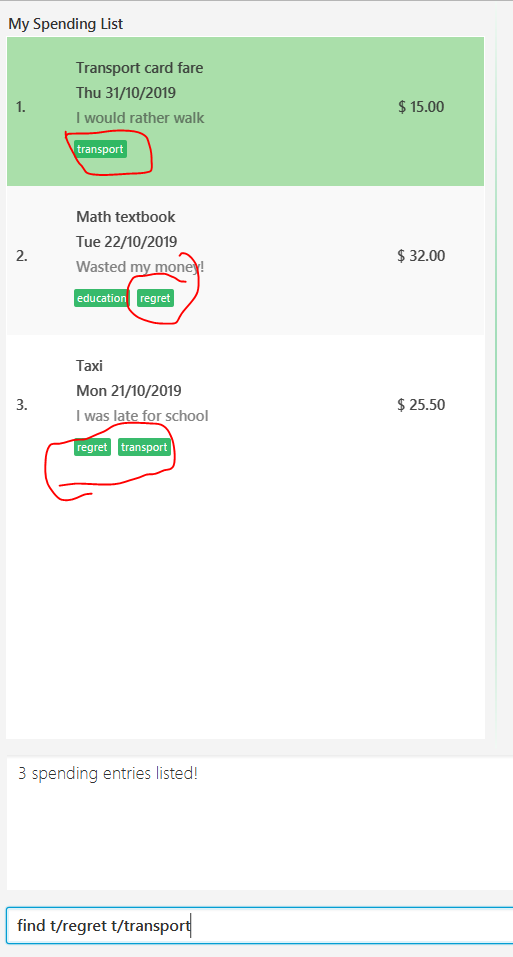 My Spending List
1.
Transport card fare
Thu 31/10/2019
I would rather walk
transport
$ 15.00
2.
Math textbook
Tue 22/10/2019
Wasted my money!
education regret
$ 32.00
3.
Taxi
Mon 21/10/2019
I was late for school
regret transport
$ 25.50
3 spending entries listed!
find t/regret t/transport